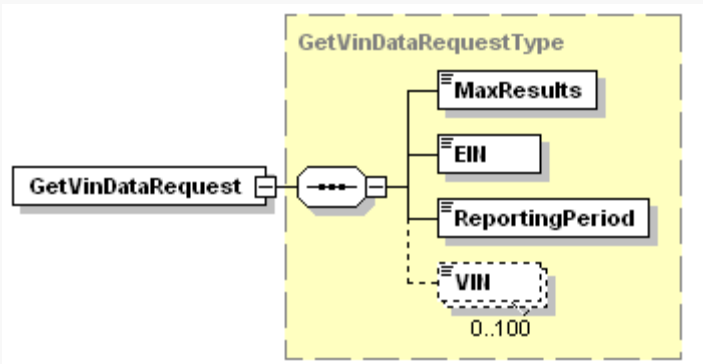 GetVinDataRequestType
MaxResults
EIN
GetVinDataRequest
ReportingPeriod
VIN
0..100